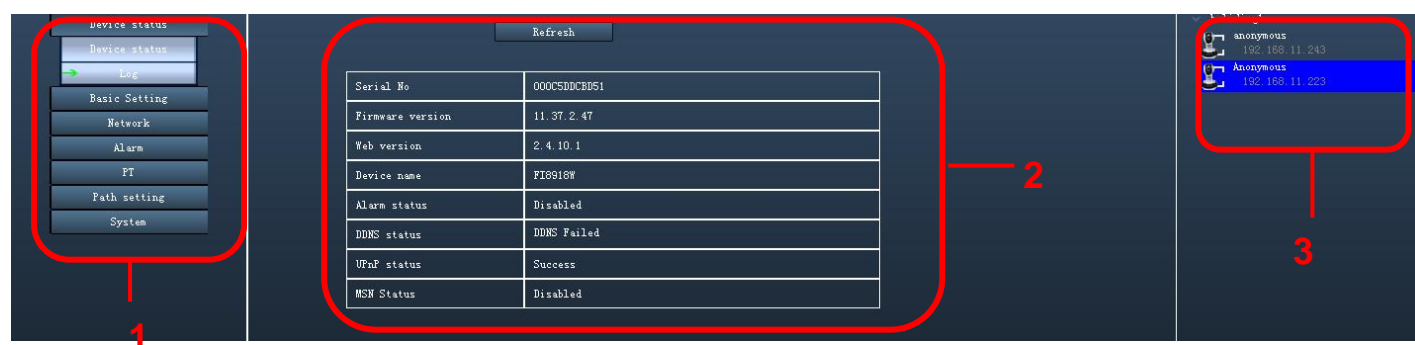 Device status
Device status
Log
Basic Setting
Network
Alarm
PT
Path setting
System
1
Refresh
Serial No 000C5DDCBD51
Firmware version 11.37.2.47
Web version 2.4.10.1
Device name FI8918W
Alarm status Disabled
DDNS status DDNS Failed
UPnP status Success
MSN Status Disabled
2
anonymous
192.168.11.243
Anonymous
192.168.11.223
3